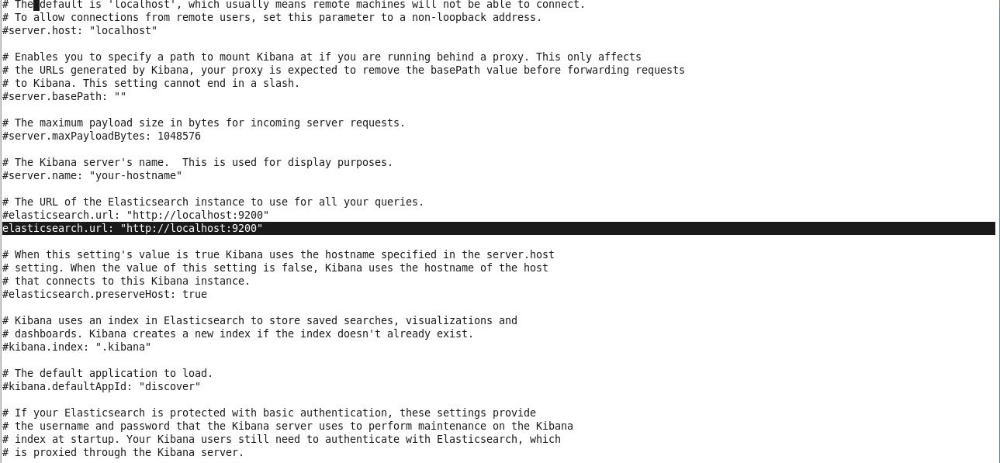 # The default is 'localhost', which usually means remote machines will not be able to connect.
# To allow connections from remote users, set this parameter to a non-loopback address.
#server.host: "localhost"
# Enables you to specify a path to mount Kibana at if you are running behind a proxy. This only affects
# the URLs generated by Kibana, your proxy is expected to remove the basePath value before forwarding requests
# to Kibana. This setting cannot end in a slash.
#server.basePath: ""
# The maximum payload size in bytes for incoming server requests.
#server.maxPayloadBytes: 1048576
# The Kibana server's name.  This is used for display purposes.
#server.name: "your-hostname"
# The URL of the Elasticsearch instance to use for all your queries.
#elasticsearch.url: "http://localhost:9200"
elasticsearch.url: "http://localhost:9200"
# When this setting's value is true Kibana uses the hostname specified in the server.host
# setting. When the value of this setting is false, Kibana uses the hostname of the host
# that connects to this Kibana instance.
#elasticsearch.preserveHost: true
# Kibana uses an index in Elasticsearch to store saved searches, visualizations and
# dashboards. Kibana creates a new index if the index doesn't already exist.
#kibana.index: ".kibana"
# The default application to load.
#kibana.defaultAppId: "discover"
# If your Elasticsearch is protected with basic authentication, these settings provide
# the username and password that the Kibana server uses to perform maintenance on the Kibana
# index at startup. Your Kibana users still need to authenticate with Elasticsearch, which
# is proxied through the Kibana server.